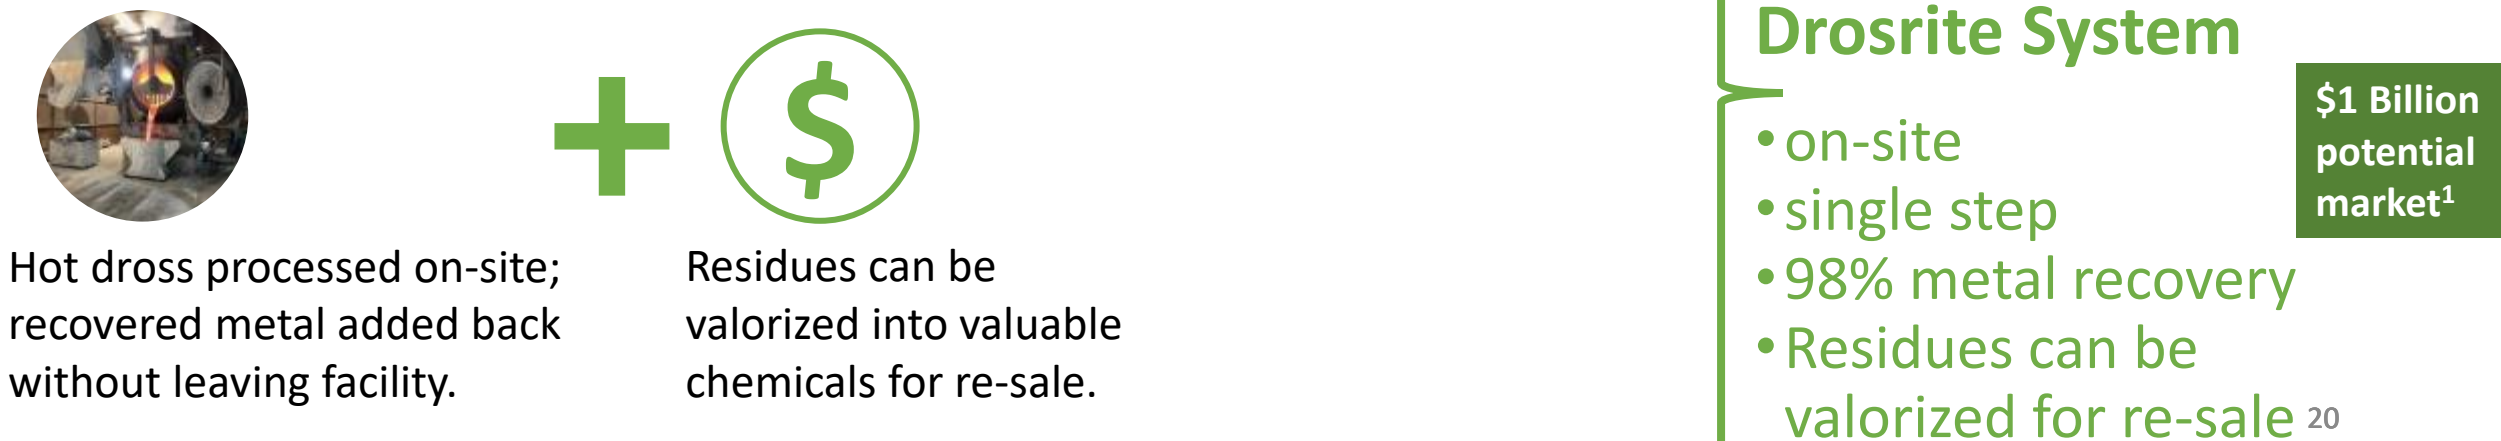 $
Hot dross processed on-site;
recovered metal added back
without leaving facility.
Residues can be
valorized into valuable
chemicals for re-sale.
Drosrite System
•on-site
•single step
•98% metal recovery
•Residues can be
valorized for re-sale
$1 Billion
potential
market¹
20